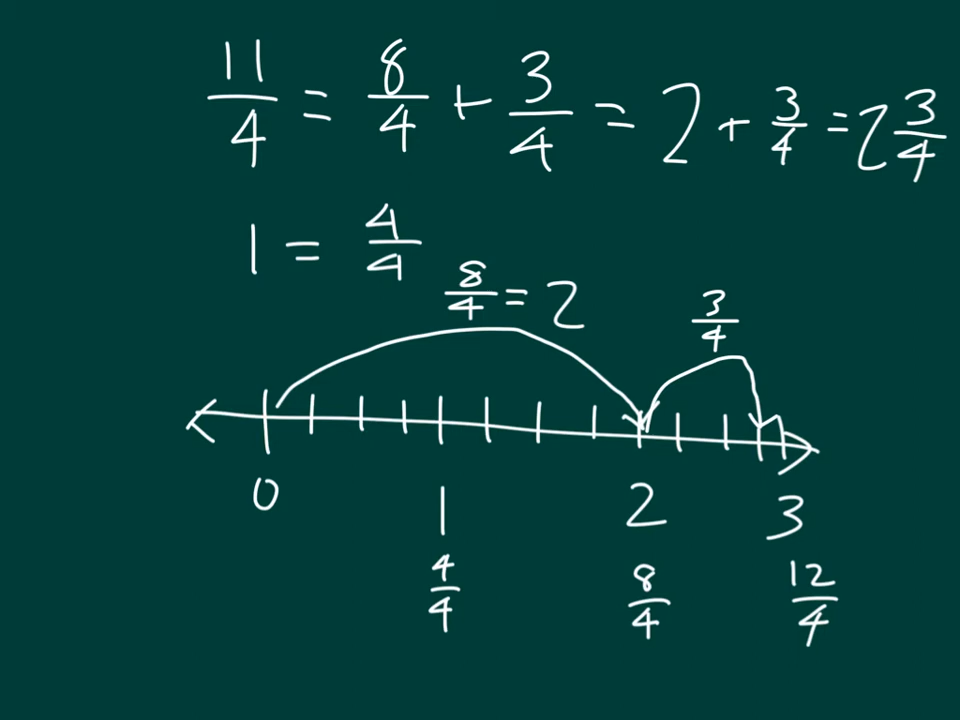 11/4 = 8/4 + 3/4 = 2 + 3/4 = 2 3/4
1 = 4/4
8/4 = 2
3/4
0 1 2 3
4/4 8/4 12/4